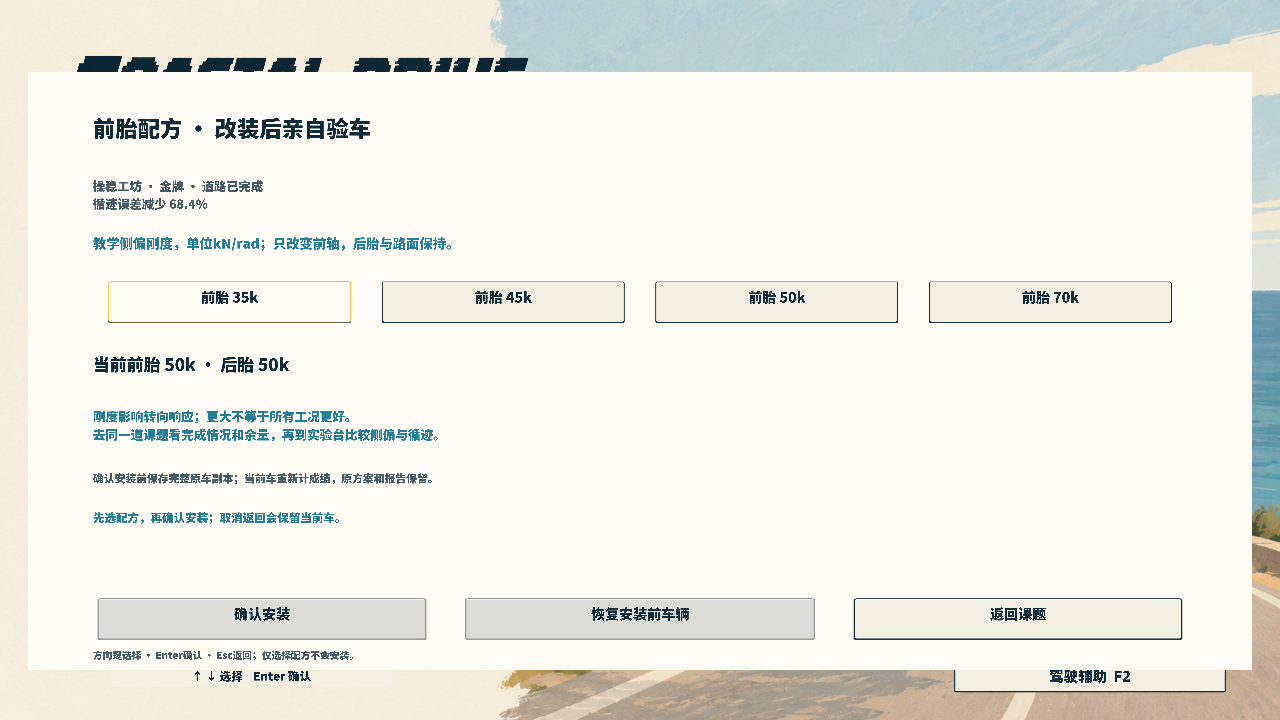 COASTAL DRIVE
前胎配方 · 改装后亲自验车
操稳工坊 · 金牌 · 道路已完成
循迹误差减少 68.4%
教学侧偏刚度，单位kN/rad；只改变前轴，后胎与路面保持。
前胎 35k
前胎 45k
前胎 50k
前胎 70k
当前前胎 50k · 后胎 50k
刚度影响转向响应；更大不等于所有工况更好。
去同一道课题看完成情况和余量，再到实验台比较侧偏与循迹。
确认安装前保存完整原车副本；当前车重新计成绩，原方案和报告保留。
先选配方，再确认安装；取消返回会保留当前车。
确认安装
恢复安装前车辆
返回课题
方向键选择 · Enter确认 · Esc返回；仅选择配方不会安装。
↑ ↓ 选择 Enter 确认
驾驶辅助 F2